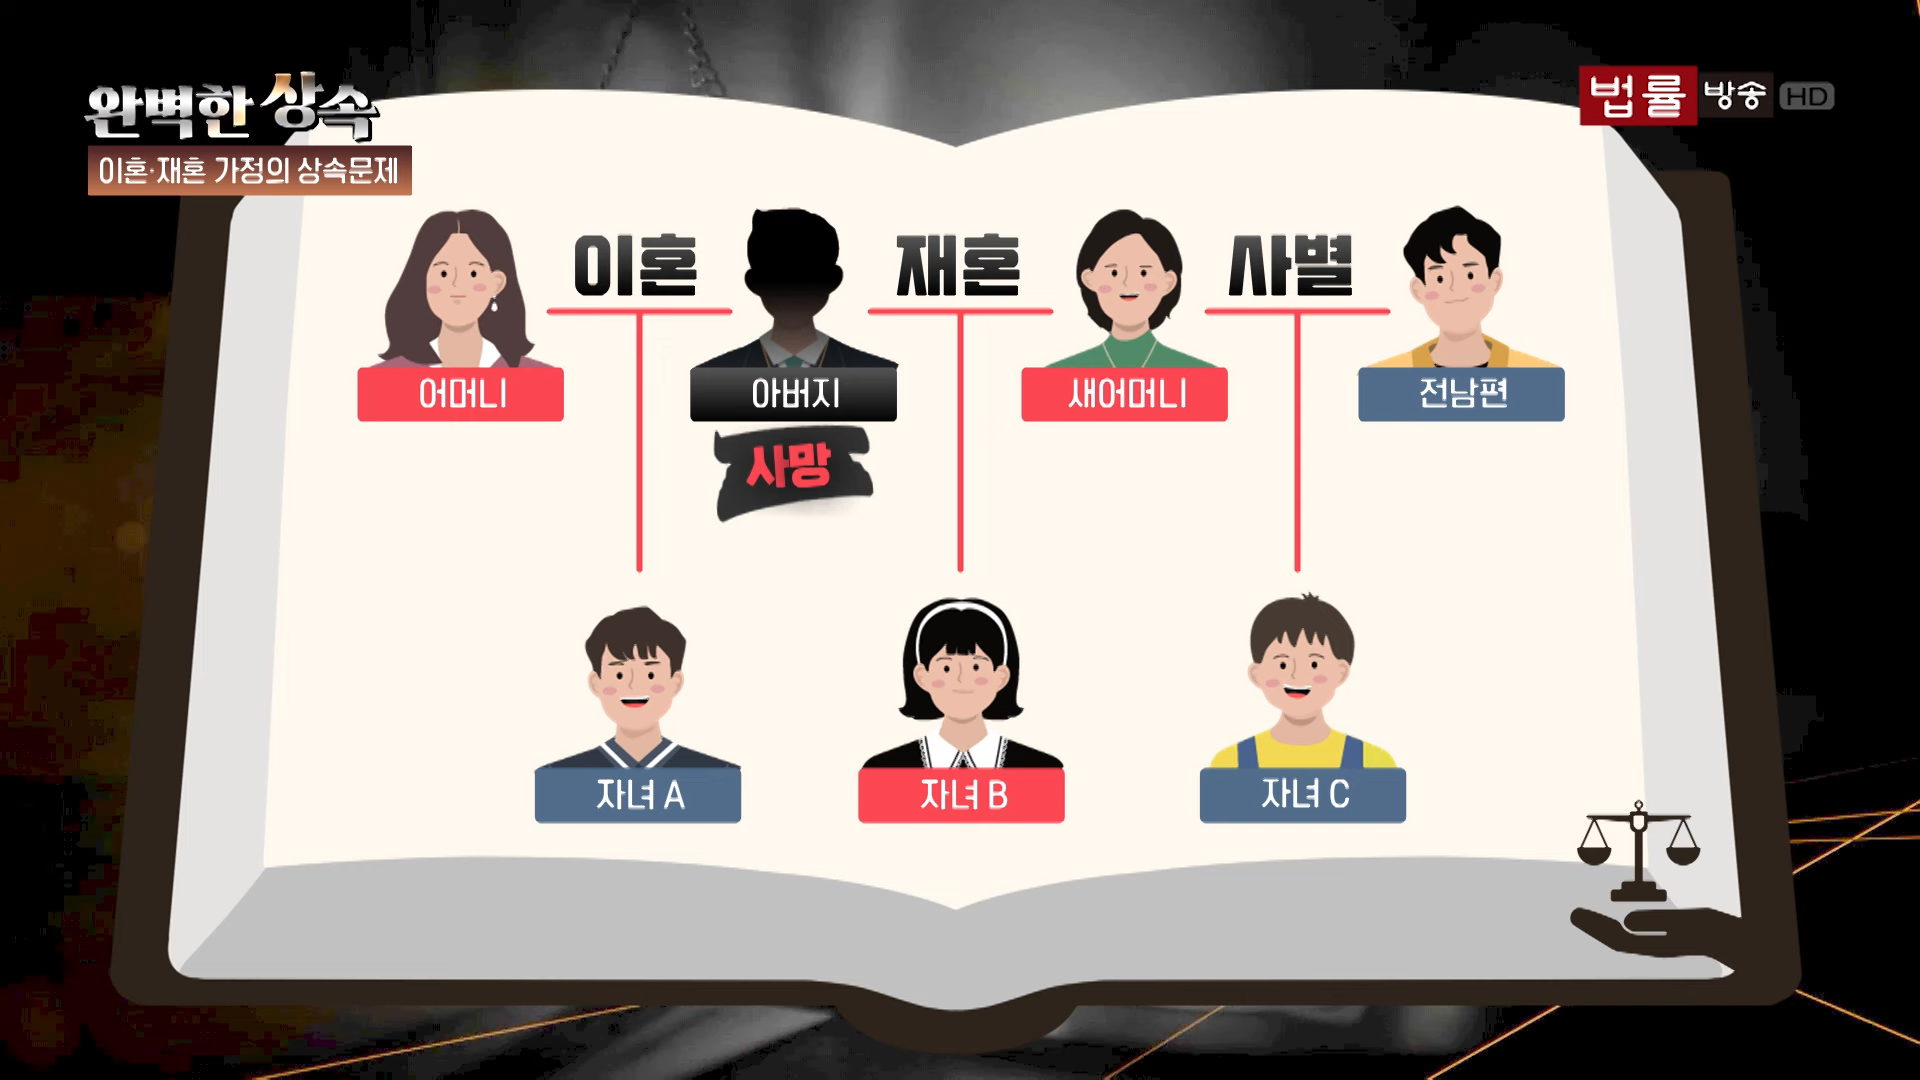 완벽한 상속
이혼·재혼 가정의 상속문제
법률방송 HD
이혼
재혼
사별
어머니
아버지
새어머니
전남편
사망
자녀 A
자녀 B
자녀 C